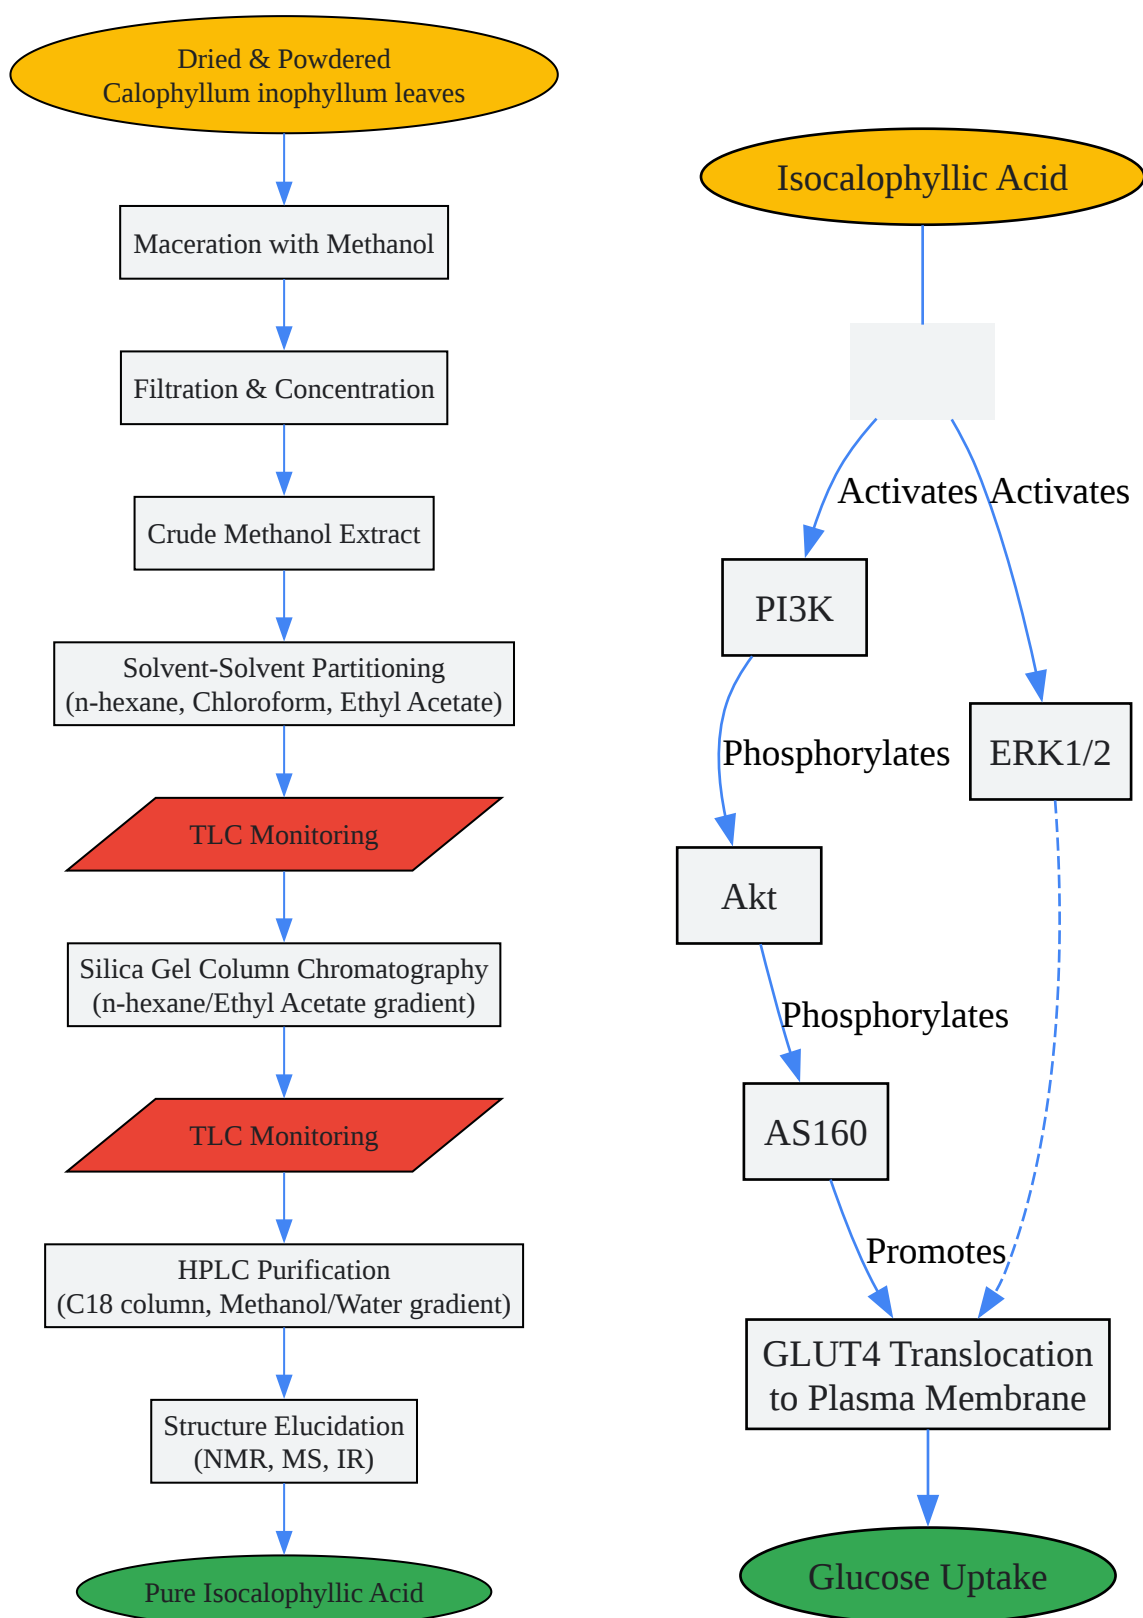 Dried & Powdered
Calophyllum inophyllum leaves
Maceration with Methanol
Filtration & Concentration
Crude Methanol Extract
Solvent-Solvent Partitioning
(n-hexane, Chloroform, Ethyl Acetate)
TLC Monitoring
Silica Gel Column Chromatography
(n-hexane/Ethyl Acetate gradient)
TLC Monitoring
HPLC Purification
(C18 column, Methanol/Water gradient)
Structure Elucidation
(NMR, MS, IR)
Pure Isocalophyllic Acid
Isocalophyllic Acid
Activates
Activates
PI3K
Phosphorylates
ERK1/2
Akt
Phosphorylates
AS160
Promotes
GLUT4 Translocation
to Plasma Membrane
Glucose Uptake